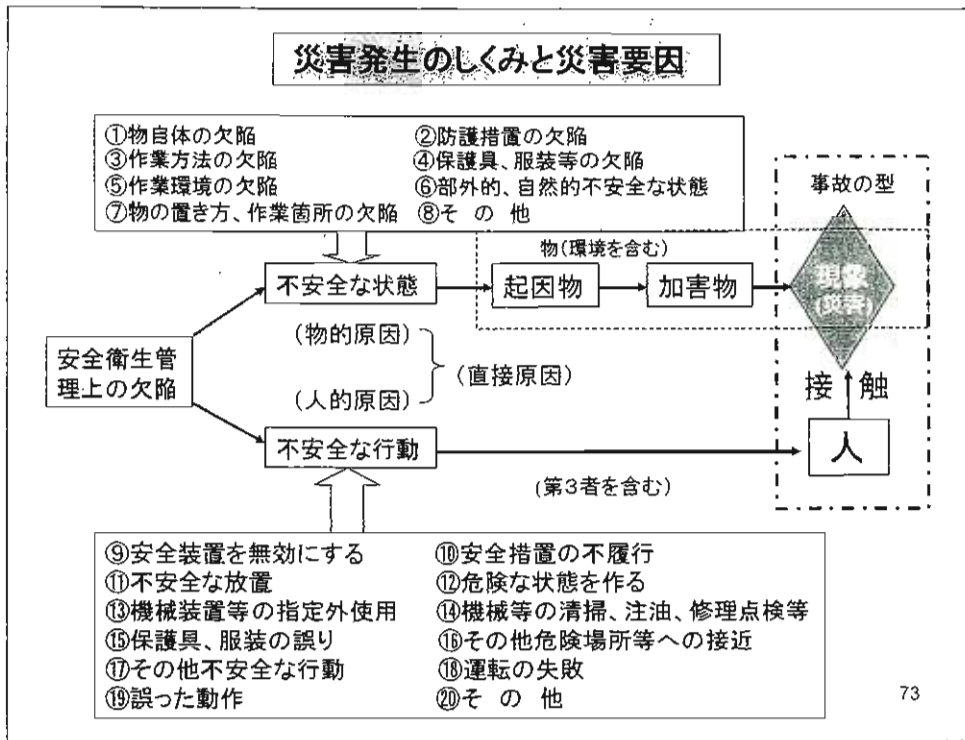 災害発生のしくみと災害要因
①物自体の欠陥 ②防護措置の欠陥
③作業方法の欠陥 ④保護具、服装等の欠陥
⑤作業環境の欠陥 ⑥部外的、自然的不安全な状態
⑦物の置き方、作業箇所の欠陥 ⑧そ の 他
事故の型
物(環境を含む)
不安全な状態
起因物
加害物
現象
(災害)
(物的原因)
安全衛生管
理上の欠陥
(直接原因)
(人的原因)
接 触
不安全な行動
人
(第3者を含む)
⑨安全装置を無効にする ⑩安全措置の不履行
⑪不安全な放置 ⑫危険な状態を作る
⑬機械装置等の指定外使用 ⑭機械等の清掃、注油、修理点検等
⑮保護具、服装の誤り ⑯その他危険場所等への接近
⑰その他不安全な行動 ⑱運転の失敗
⑲誤った動作 ⑳そ の 他
73